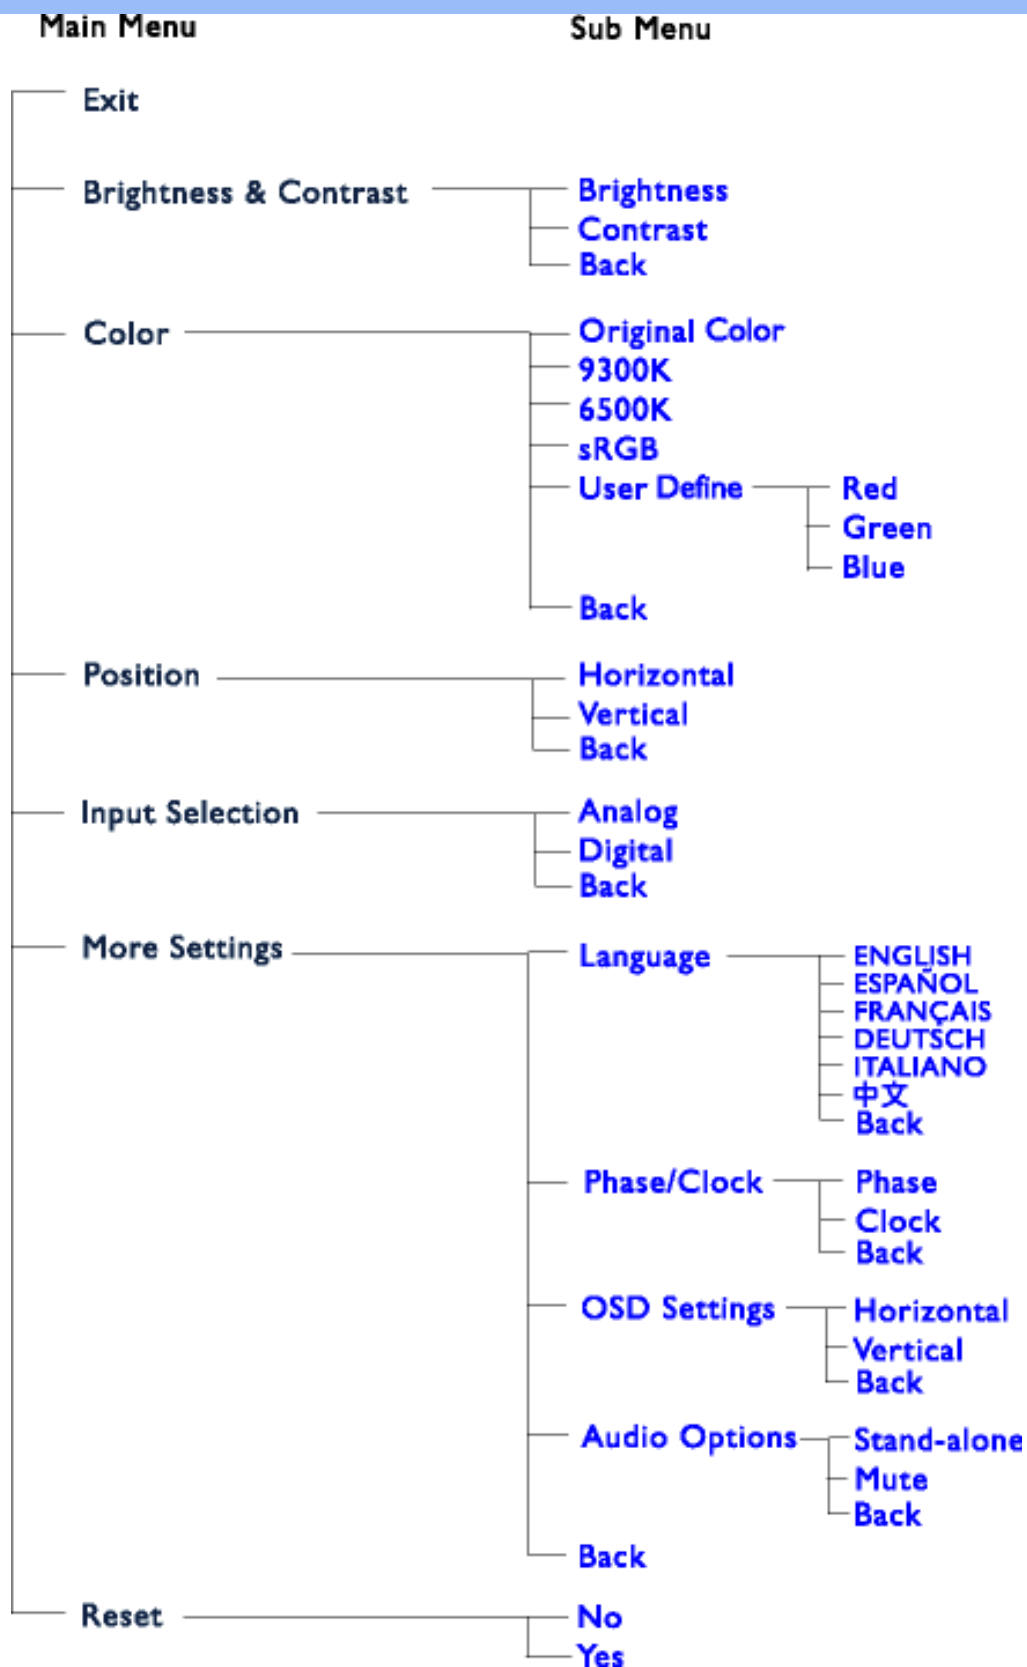 Main Menu Sub Menu
Exit
Brightness & Contrast Brightness
Contrast
Back
Color Original Color
9300K
6500K
sRGB
User Define Red
Green
Blue
Back
Position Horizontal
Vertical
Back
Input Selection Analog
Digital
Back
More Settings Language ENGLISH
ESPAÑOL
FRANÇAIS
DEUTSCH
ITALIANO
中文
Back
Phase/Clock Phase
Clock
Back
OSD Settings Horizontal
Vertical
Back
Audio Options Stand-alone
Mute
Back
Back
Reset No
Yes